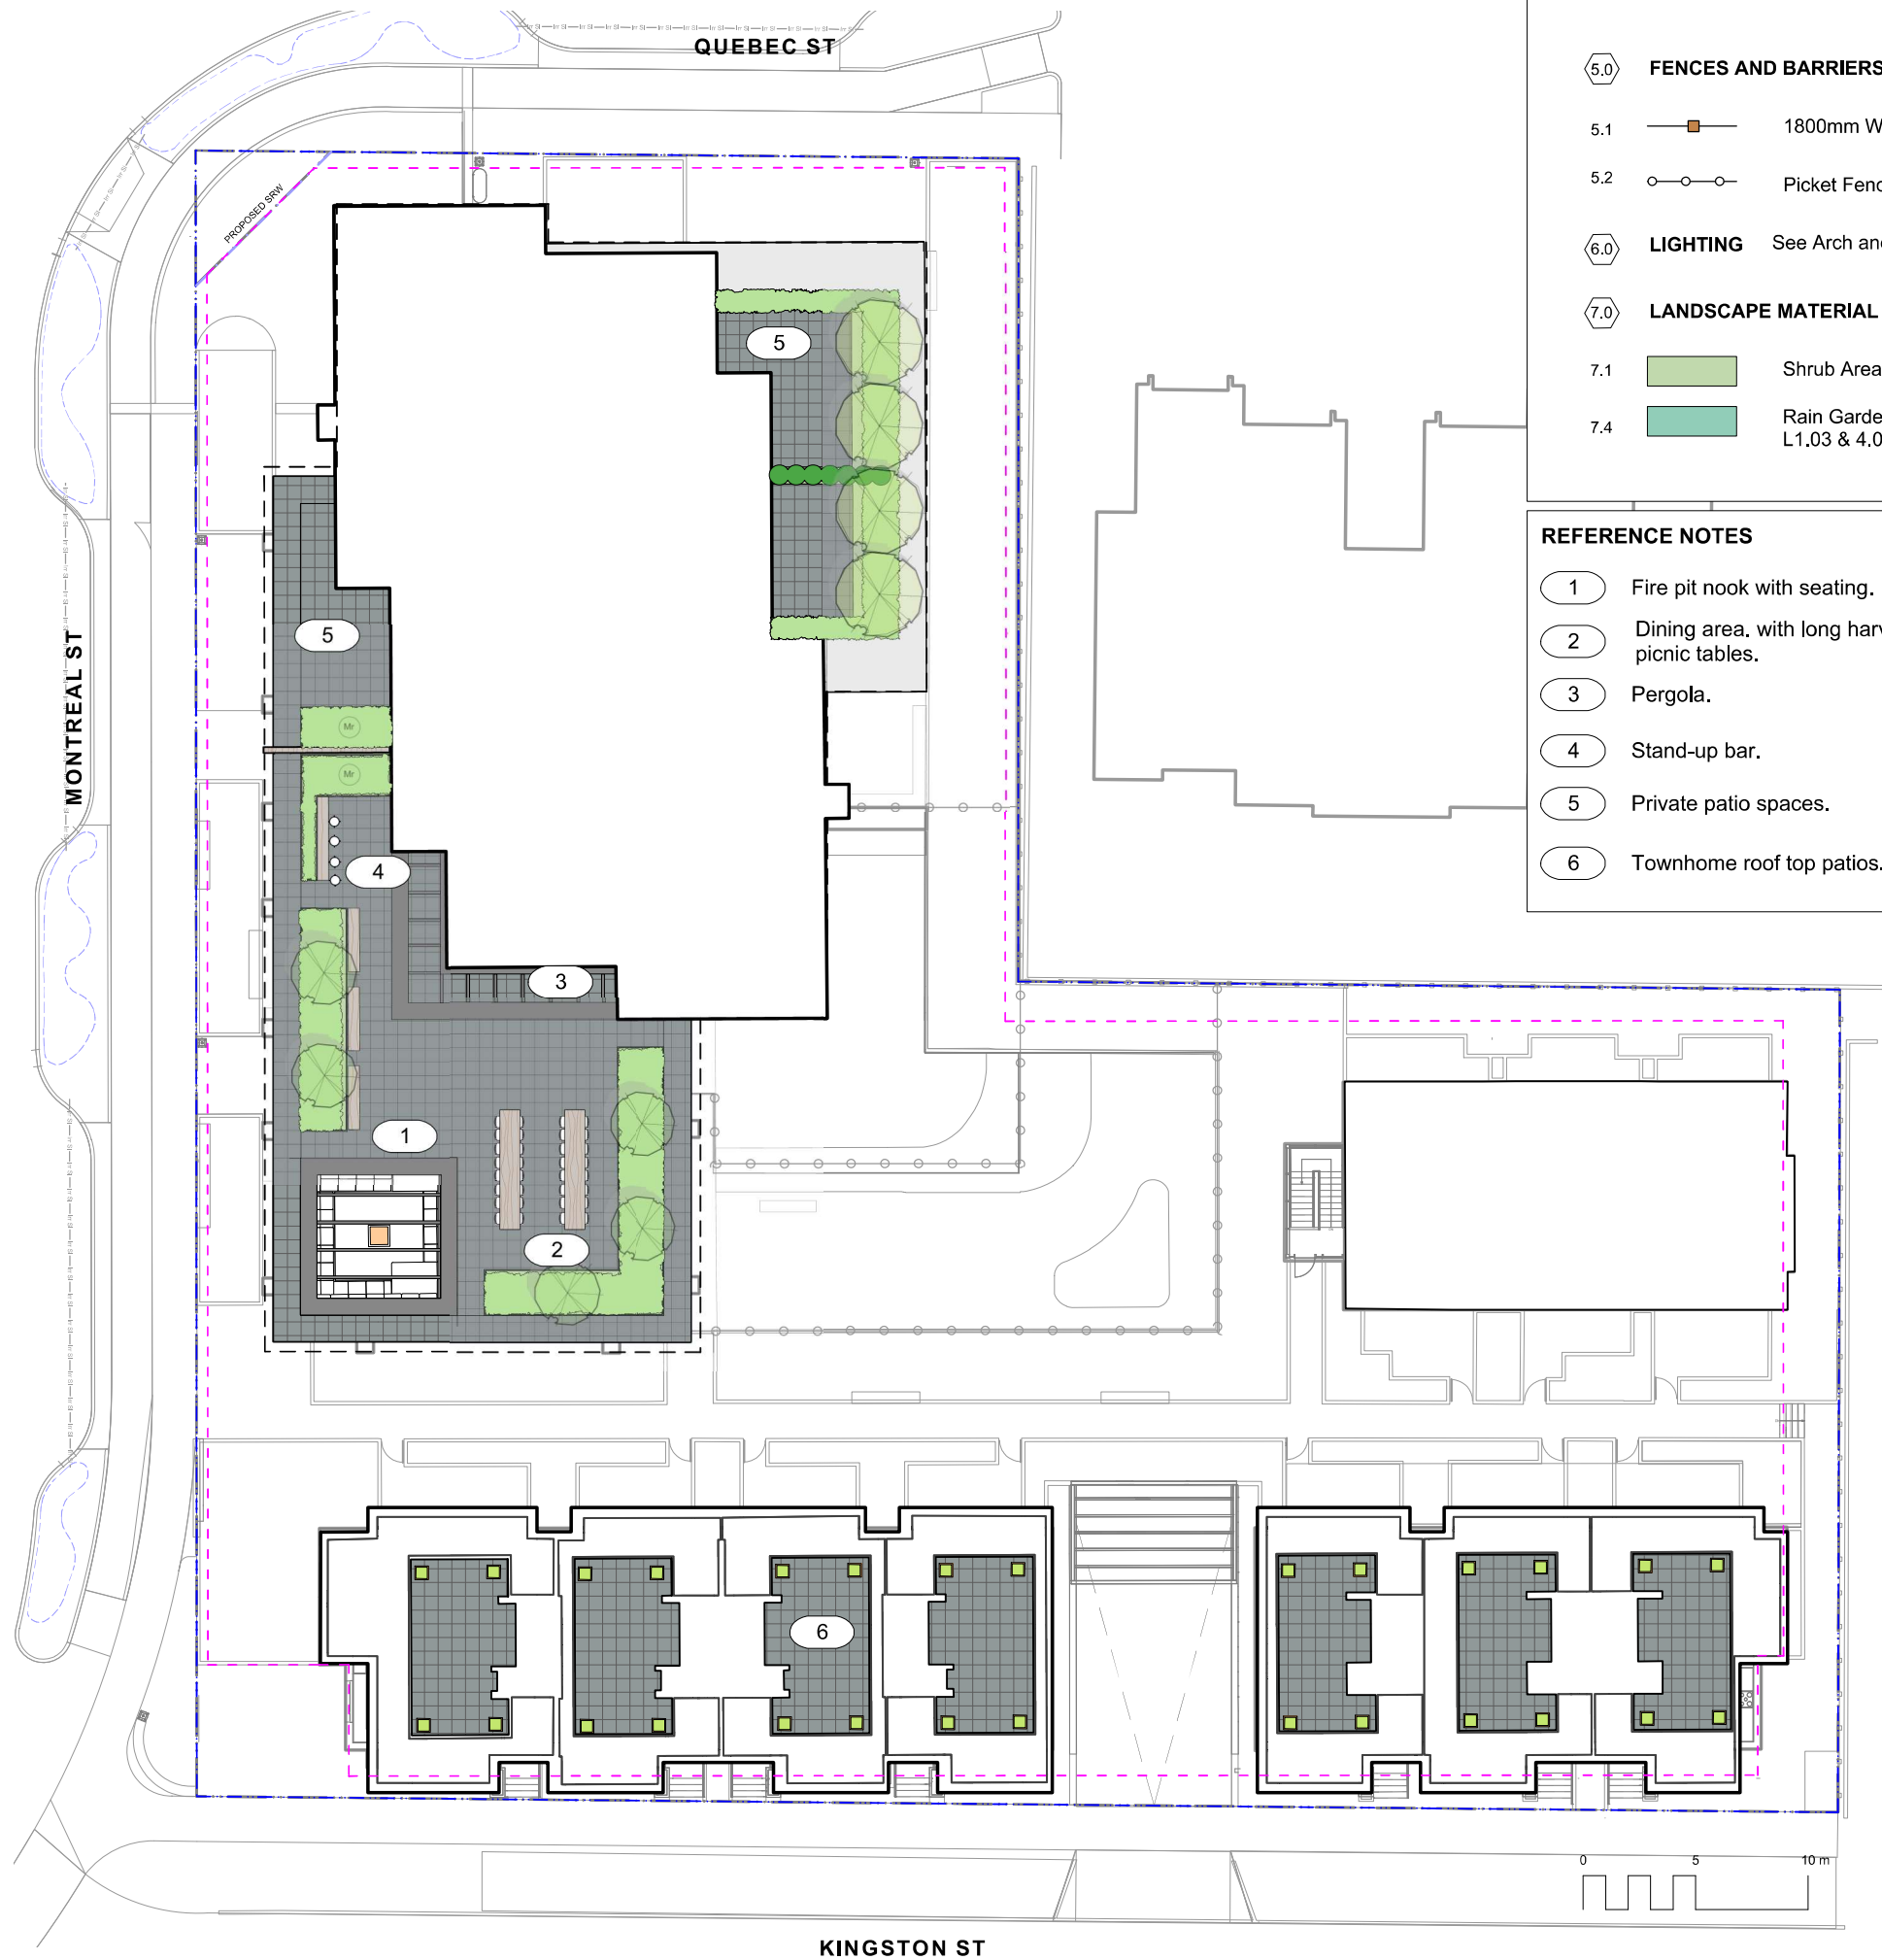 QUEBEC ST
PROPOSED SRW
MONTREAL ST
5
5
Mr
Mr
4
3
1
2
6
KINGSTON ST
0 5 10 m
5.0 FENCES AND BARRIERS
5.1 1800mm W
5.2 Picket Fenc
6.0 LIGHTING See Arch and
7.0 LANDSCAPE MATERIAL
7.1 Shrub Area
7.4 Rain Garde
L1.03 & 4.0
REFERENCE NOTES
1 Fire pit nook with seating.
2 Dining area. with long harv
picnic tables.
3 Pergola.
4 Stand-up bar.
5 Private patio spaces.
6 Townhome roof top patios.